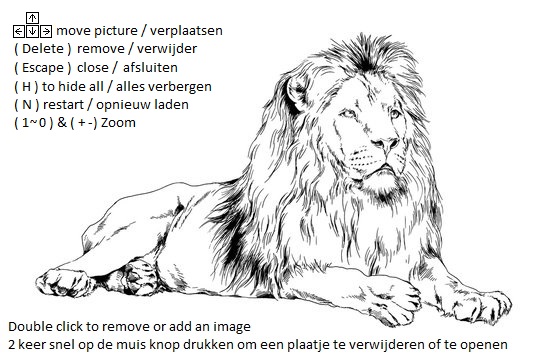 ↑
←↓→ move picture / verplaatsen
( Delete ) remove / verwijder
( Escape ) close / afsluiten
( H ) to hide all / alles verbergen
( N ) restart / opnieuw laden
( 1~0 ) & ( + -) Zoom
Double click to remove or add an image
2 keer snel op de muis knop drukken om een plaatje te verwijderen of te openen